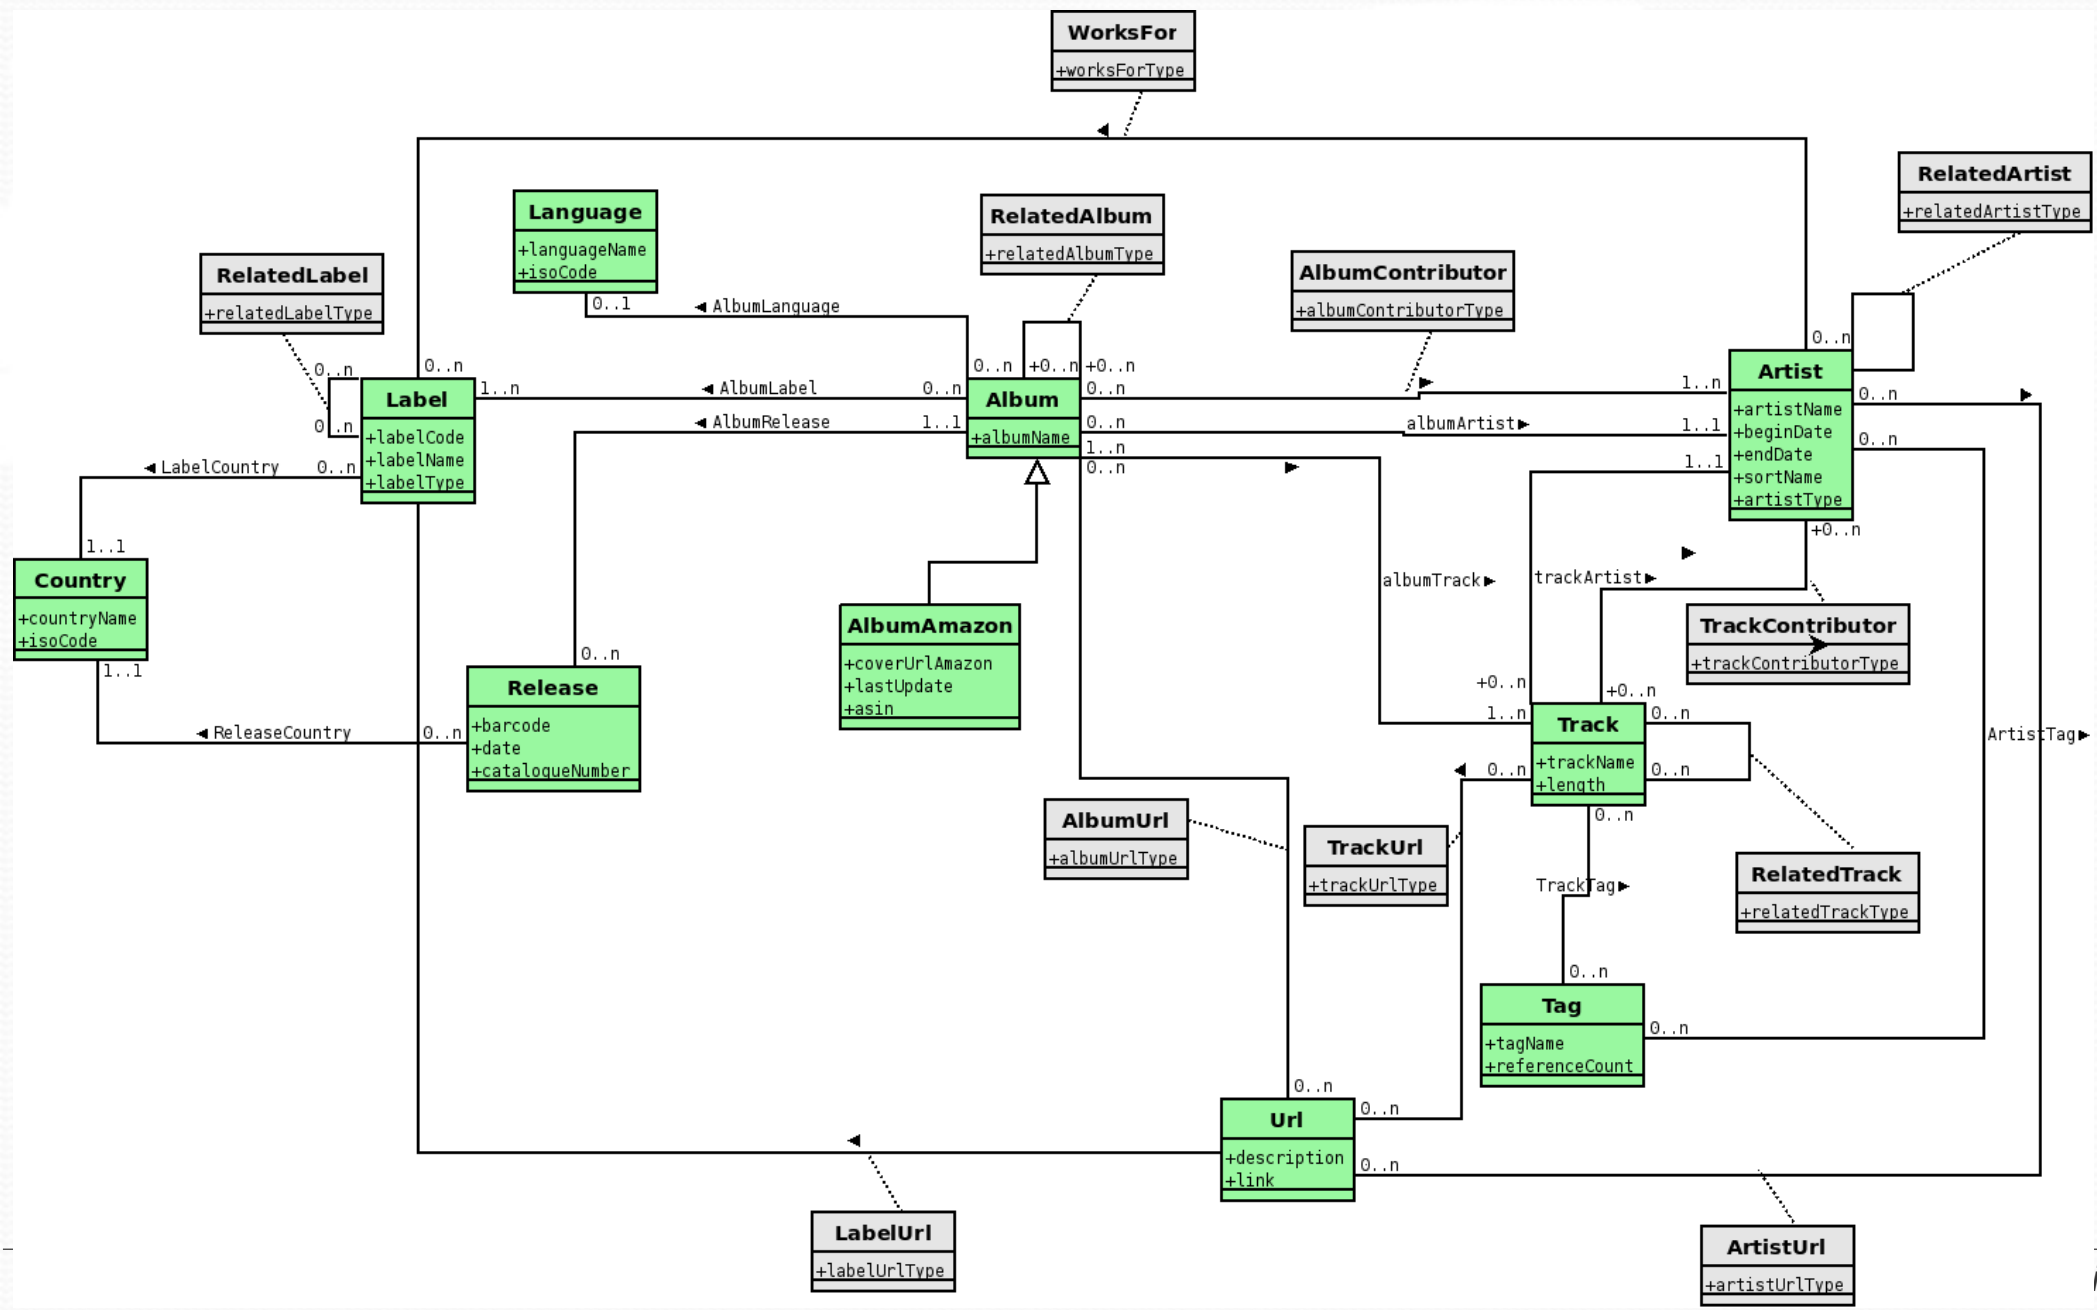 WorksFor
+worksForType
RelatedArtist
+relatedArtistType
Language
+languageName
+isoCode
RelatedAlbum
+relatedAlbumType
AlbumContributor
+albumContributorType
RelatedLabel
+relatedLabelType
0..1
◄ AlbumLanguage
0..n
0..n
0..n
0..n
+0..n
+0..n
Label
+labelCode
+labelName
+labelType
0..n
1..n
◄ AlbumLabel
0..n
Album
+albumName
0..n
1..n
Artist
+artistName
+beginDate
+endDate
+sortName
+artistType
0..n
◄ AlbumRelease
1..1
0..n
albumArtist►
1..1
0..n
0..n
1..n
0..n
1..1
◄ LabelCountry
0..n
+0..n
1..1
Country
+countryName
+isoCode
1..1
albumTrack►
trackArtist►
AlbumAmazon
+coverUrlAmazon
+lastUpdate
+asin
TrackContributor
+trackContributorType
0..n
Release
+barcode
+date
+catalogueNumber
◄ ReleaseCountry
0..n
+0..n
+0..n
1..n
Track
+trackName
+length
0..n
0..n
0..n
ArtistTag►
0..n
AlbumUrl
+albumUrlType
TrackUrl
+trackUrlType
RelatedTrack
+relatedTrackType
TrackTag►
0..n
Tag
+tagName
+referenceCount
0..n
0..n
Url
+description
+link
0..n
0..n
LabelUrl
+labelUrlType
ArtistUrl
+artistUrlType